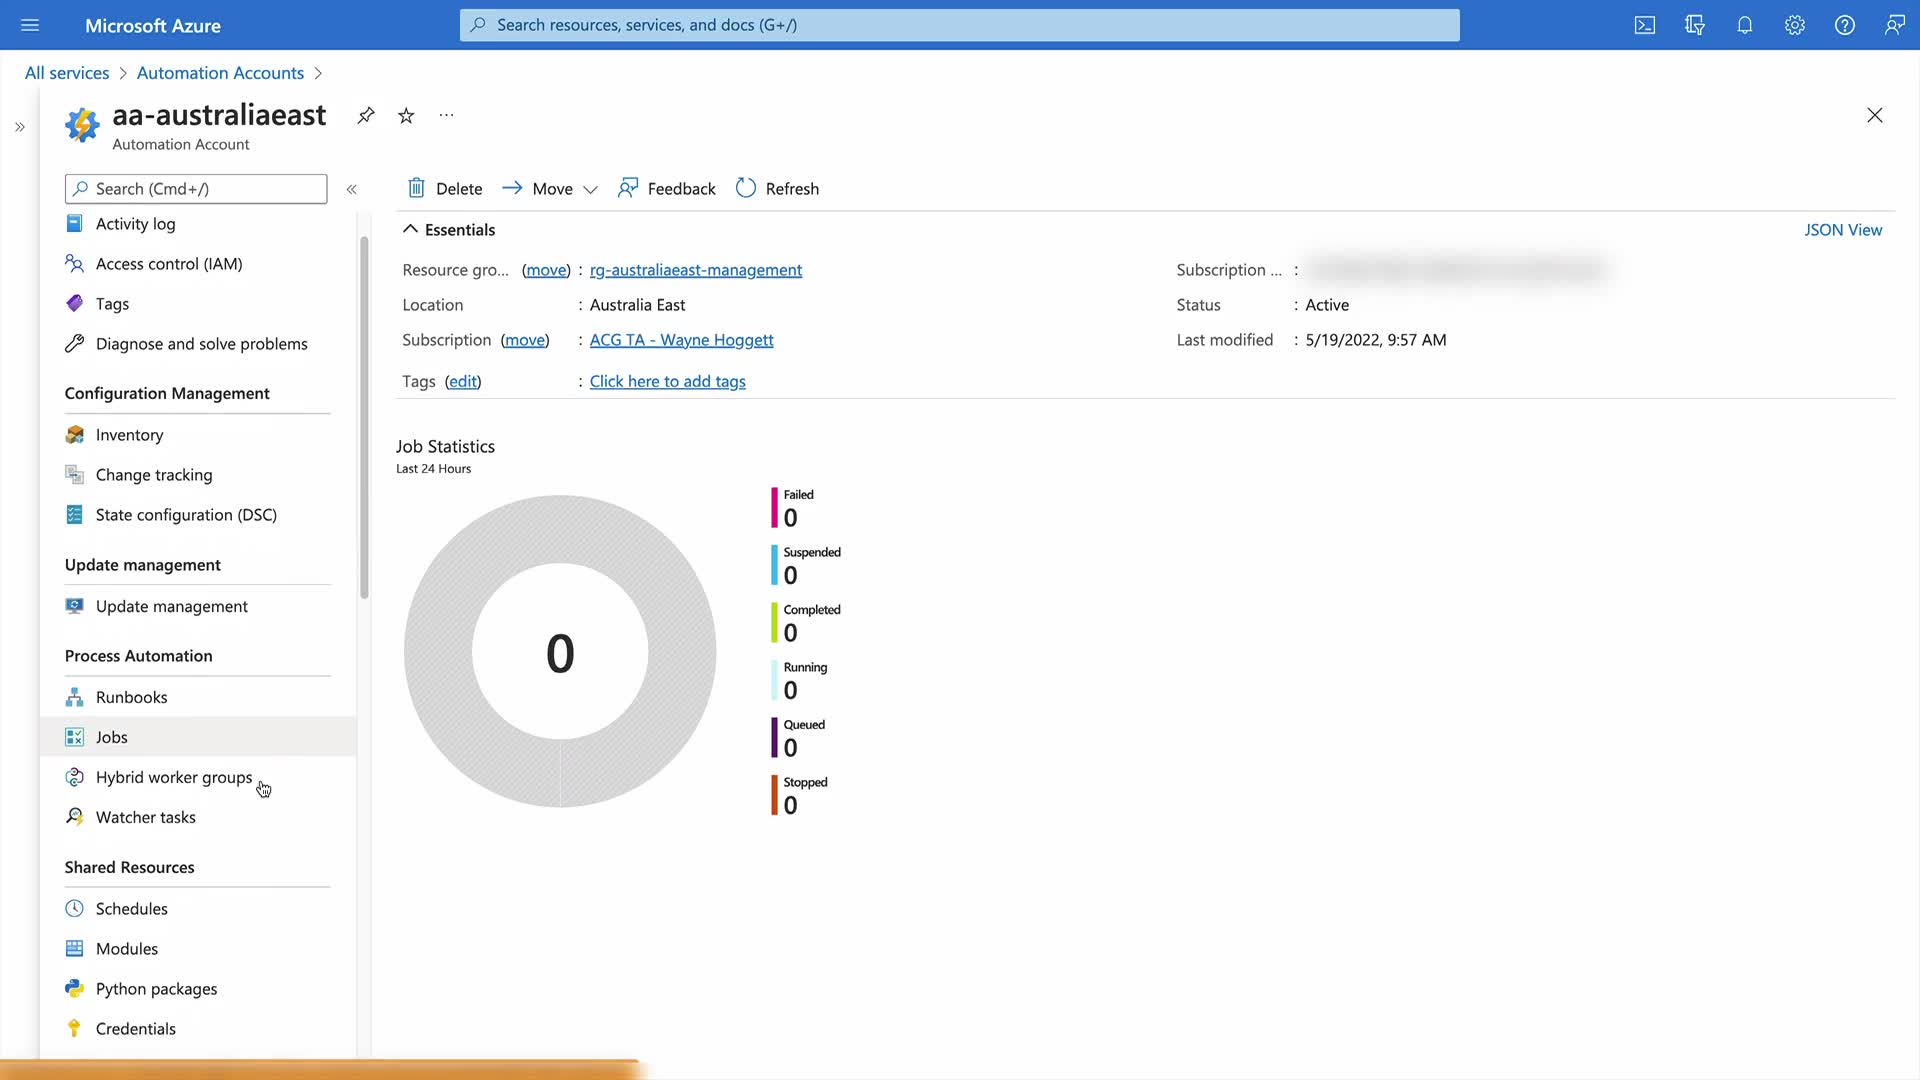 Microsoft Azure
Search resources, services, and docs (G+/)
All services > Automation Accounts >
aa-australiaeast
Automation Account
Search (Cmd+/)
Activity log
Access control (IAM)
Tags
Diagnose and solve problems
Configuration Management
Inventory
Change tracking
State configuration (DSC)
Update management
Update management
Process Automation
Runbooks
Jobs
Hybrid worker groups
Watcher tasks
Shared Resources
Schedules
Modules
Python packages
Credentials
Delete Move Feedback Refresh
Essentials
JSON View
Resource gro... (move) : rg-australiaeast-management
Location : Australia East
Subscription (move) : ACG TA - Wayne Hoggett
Tags (edit) : Click here to add tags
Subscription ... :
Status : Active
Last modified : 5/19/2022, 9:57 AM
Job Statistics
Last 24 Hours
0
Failed
0
Suspended
0
Completed
0
Running
0
Queued
0
Stopped
0